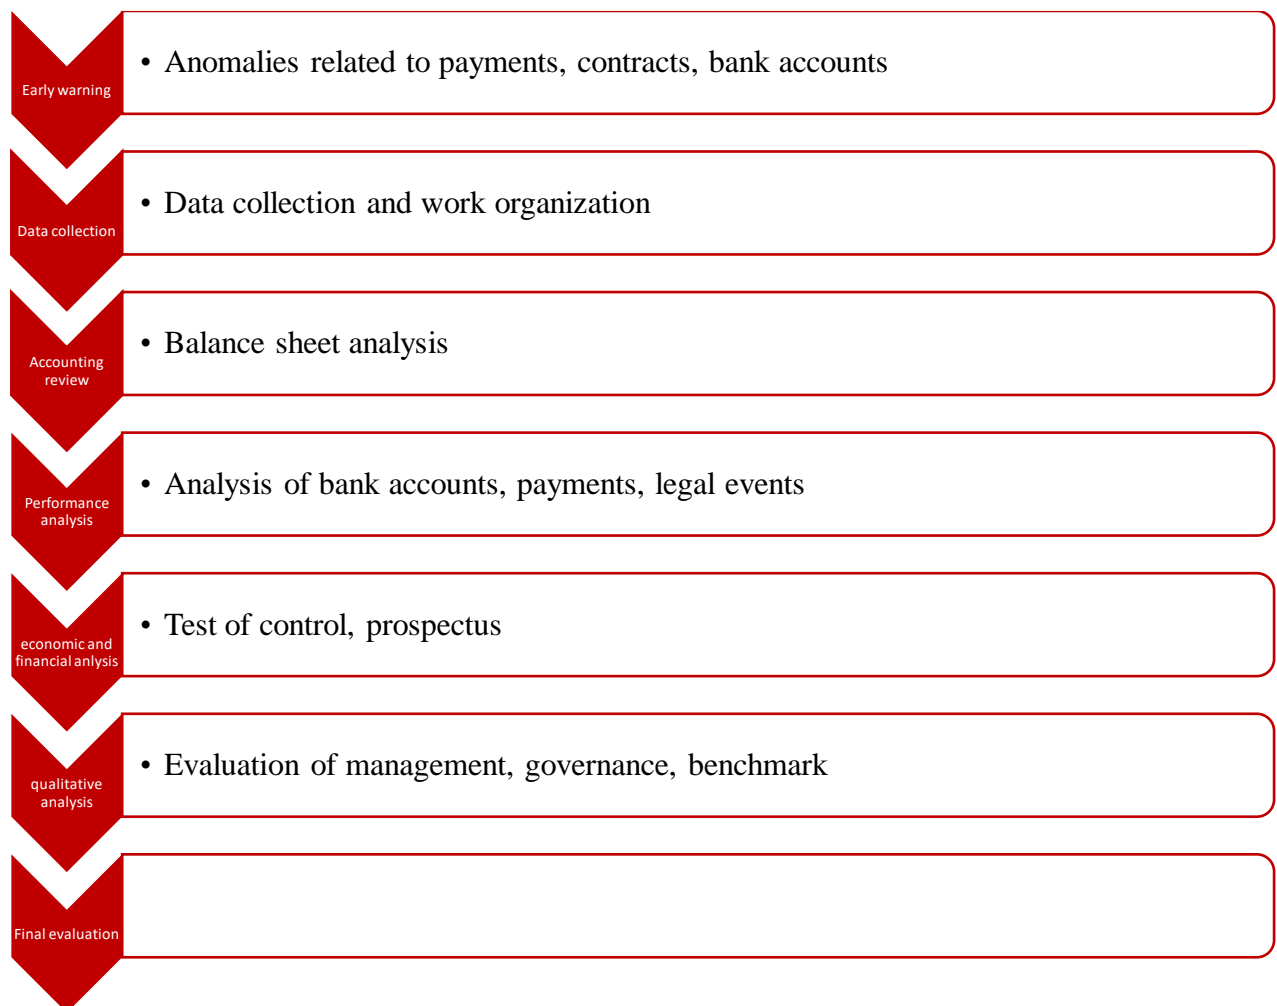 Early warning
• Anomalies related to payments, contracts, bank accounts
Data collection
• Data collection and work organization
Accounting
review
• Balance sheet analysis
Performance
analysis
• Analysis of bank accounts, payments, legal events
economic and
financial anlysis
• Test of control, prospectus
qualitative
analysis
• Evaluation of management, governance, benchmark
Final evaluation